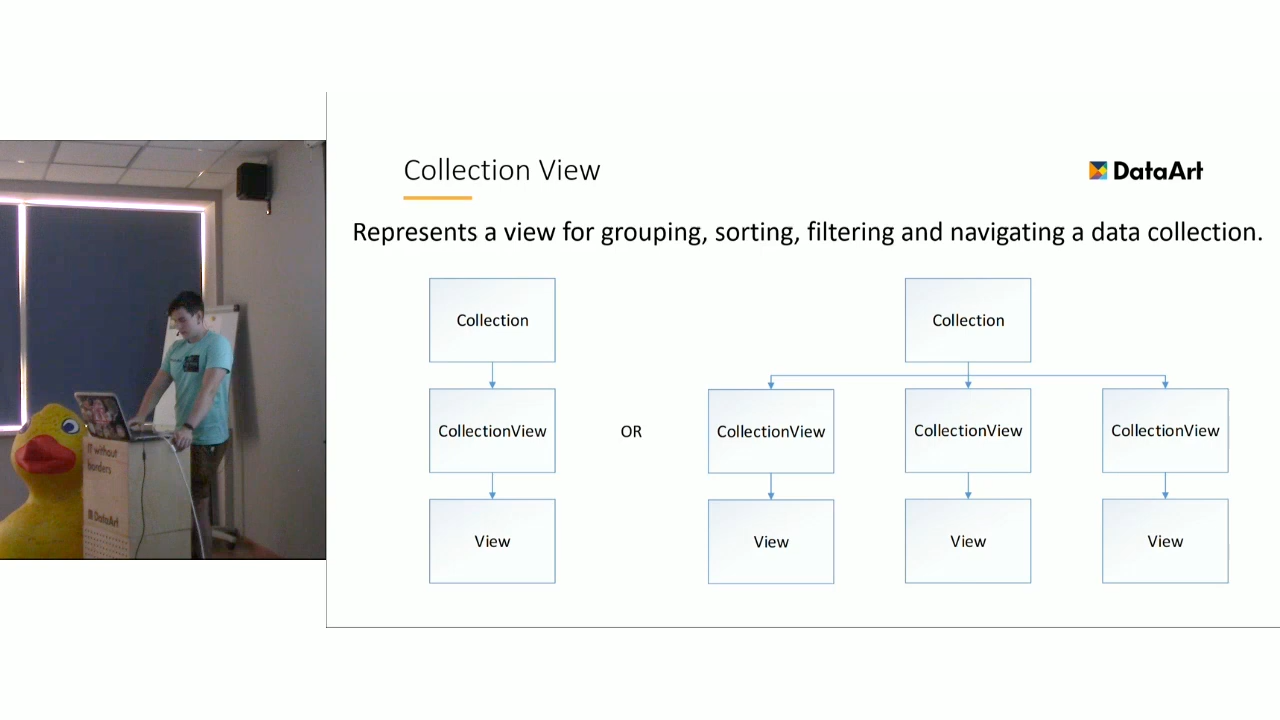 Collection View
DataArt
Represents a view for grouping, sorting, filtering and navigating a data collection.
Collection
Collection
CollectionView
OR
CollectionView
CollectionView
CollectionView
View
View
View
View
IT without
borders
DataArt